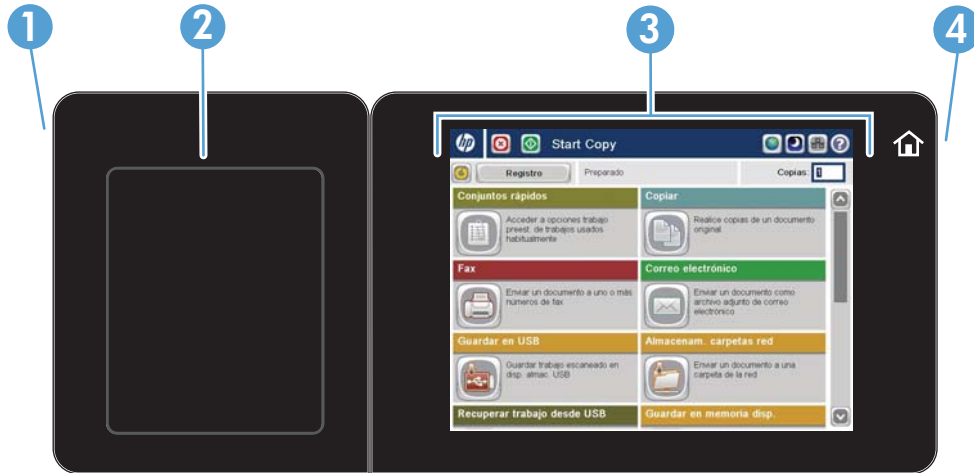 1
2
3
4
hp
Start Copy
?
Registro
Preparado
Copias:
1
Conjuntos rápidos
Copiar
Acceder a opciones trabajo
preest. de trabajos usados
habitualmente
Realice copias de un documento
original
Fax
Correo electrónico
Enviar un documento a uno o más
números de fax
Enviar un documento como
archivo adjunto de correo
electrónico
Guardar en USB
Almacenam. carpetas red
Guardar trabajo escaneado en
disp. almac. USB
Enviar un documento a una
carpeta de la red
Recuperar trabajo desde USB
Guardar en memoria disp.